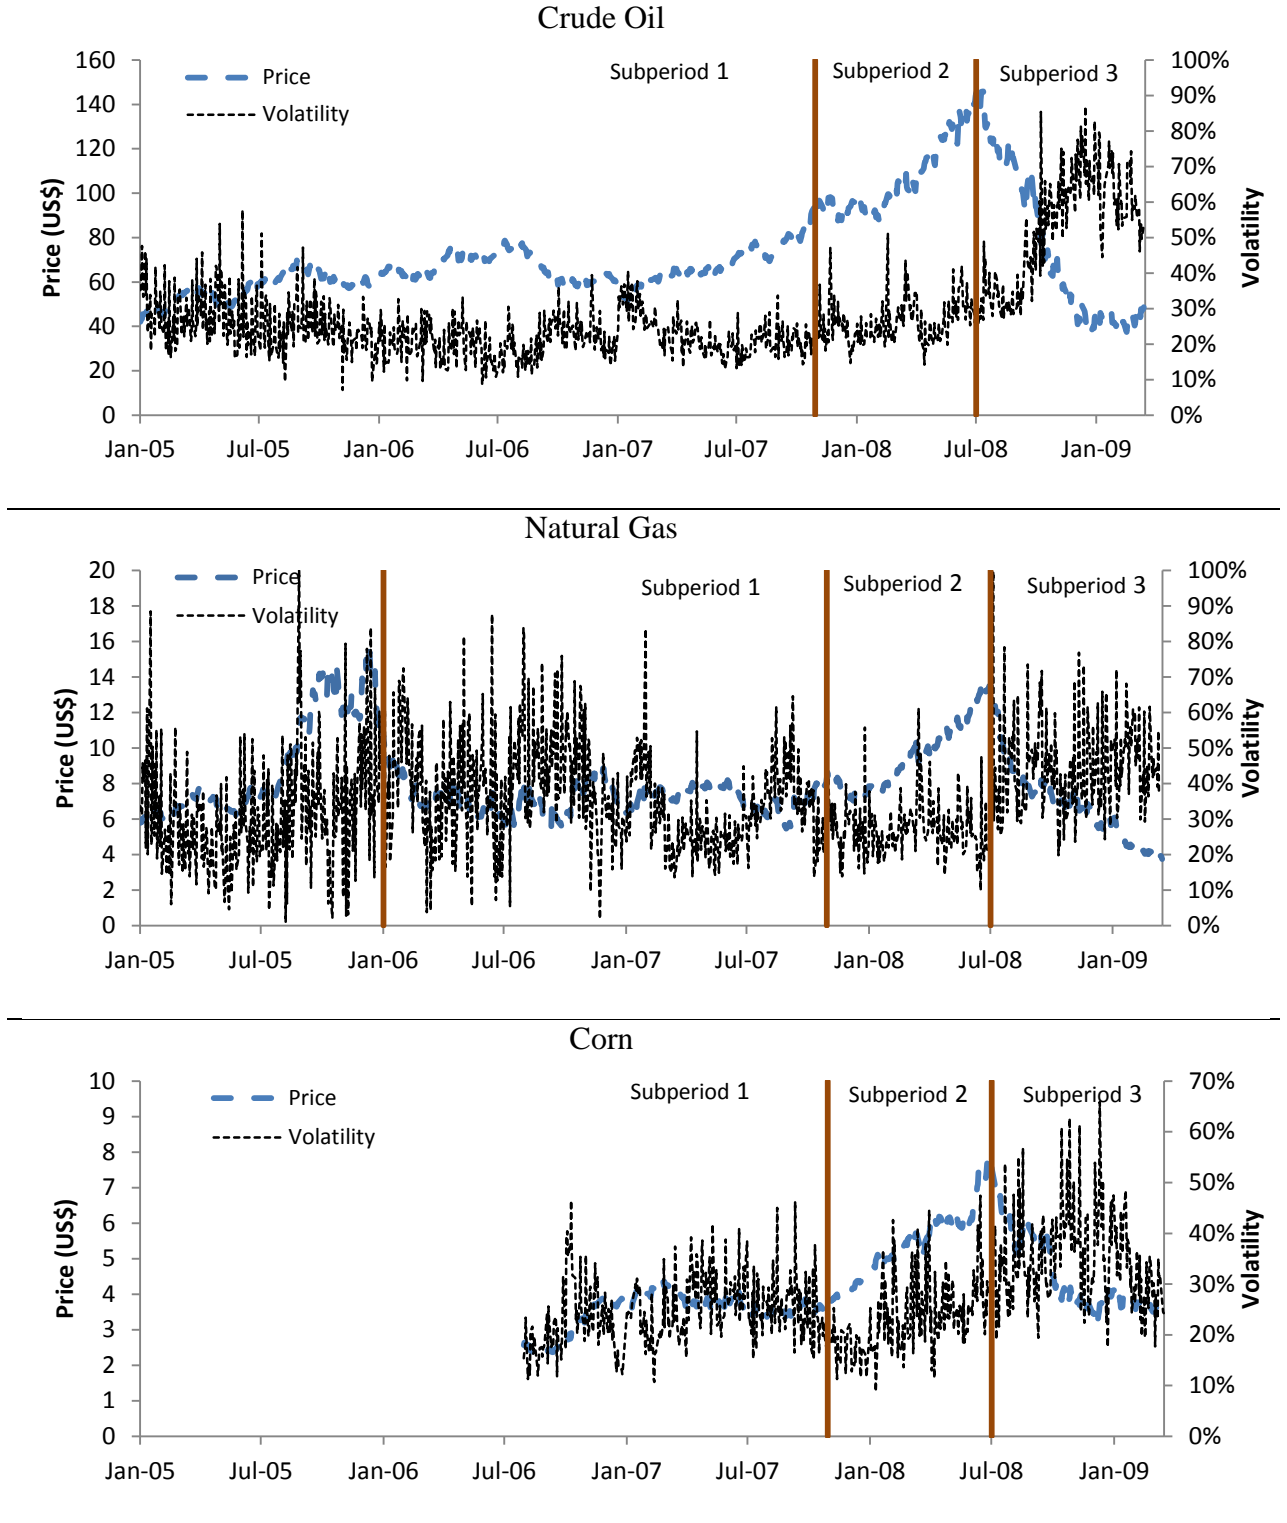 Crude Oil
160 100%
Price Subperiod 1 Subperiod 2 Subperiod 3
140 90%
Volatility 80%
120 70%
100 60%
80 50%
60 40%
40 30%
20%
20 10%
0 0%
Price (US$)
Volatility
Jan-05 Jul-05 Jan-06 Jul-06 Jan-07 Jul-07 Jan-08 Jul-08 Jan-09
Natural Gas
20 100%
Price Subperiod 1 Subperiod 2 Subperiod 3
18 90%
Volatility
16 80%
14 70%
12 60%
10 50%
8 40%
6 30%
4 20%
2 10%
0 0%
Price (US$)
Volatility
Jan-05 Jul-05 Jan-06 Jul-06 Jan-07 Jul-07 Jan-08 Jul-08 Jan-09
Corn
10 70%
Price Subperiod 1 Subperiod 2 Subperiod 3
9 60%
Volatility
8
7 50%
6 40%
5
4 30%
3 20%
2
1 10%
0 0%
Price (US$)
Volatility
Jan-05 Jul-05 Jan-06 Jul-06 Jan-07 Jul-07 Jan-08 Jul-08 Jan-09